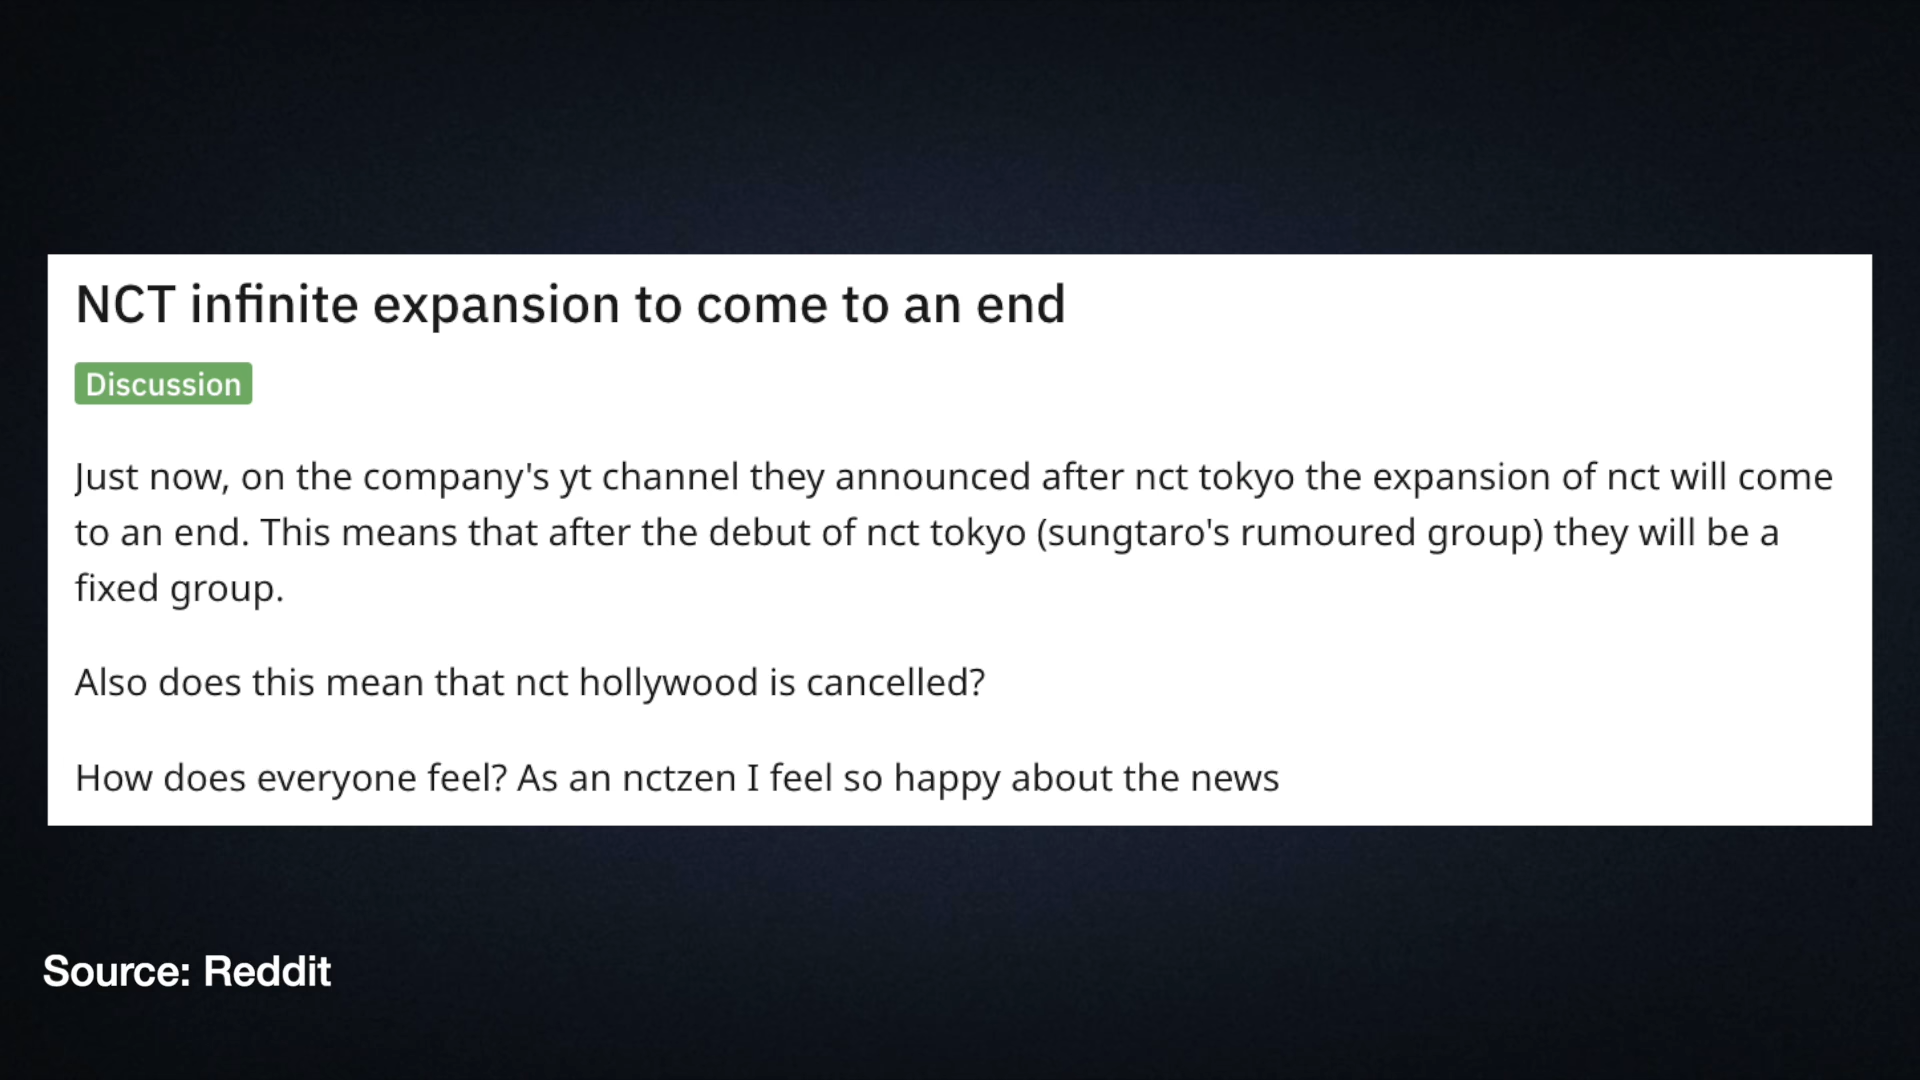 NCT infinite expansion to come to an end
Discussion
Just now, on the company's yt channel they announced after nct tokyo the expansion of nct will come
to an end. This means that after the debut of nct tokyo (sungtaro's rumoured group) they will be a
fixed group.
Also does this mean that nct hollywood is cancelled?
How does everyone feel? As an nctzen I feel so happy about the news
Source: Reddit